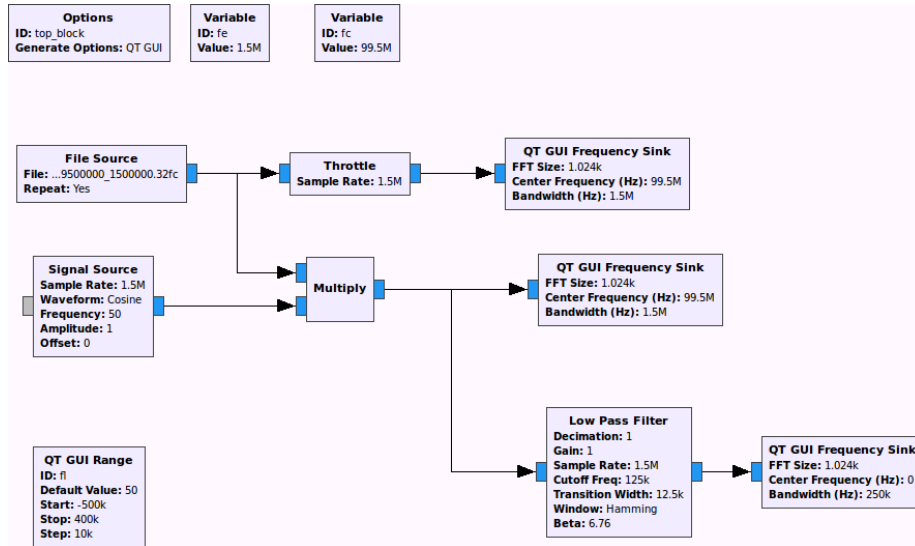 Options
ID: top_block
Generate Options: QT GUI
Variable
ID: fe
Value: 1.5M
Variable
ID: fc
Value: 99.5M
File Source
File: ...9500000_1500000.32fc
Repeat: Yes
Throttle
Sample Rate: 1.5M
QT GUI Frequency Sink
FFT Size: 1.024k
Center Frequency (Hz): 99.5M
Bandwidth (Hz): 1.5M
Signal Source
Sample Rate: 1.5M
Waveform: Cosine
Frequency: 50
Amplitude: 1
Offset: 0
Multiply
QT GUI Frequency Sink
FFT Size: 1.024k
Center Frequency (Hz): 99.5M
Bandwidth (Hz): 1.5M
QT GUI Range
ID: fl
Default Value: 50
Start: -500k
Stop: 400k
Step: 10k
Low Pass Filter
Decimation: 1
Gain: 1
Sample Rate: 1.5M
Cutoff Freq: 125k
Transition Width: 12.5k
Window: Hamming
Beta: 6.76
QT GUI Frequency Sink
FFT Size: 1.024k
Center Frequency (Hz): 0
Bandwidth (Hz): 250k